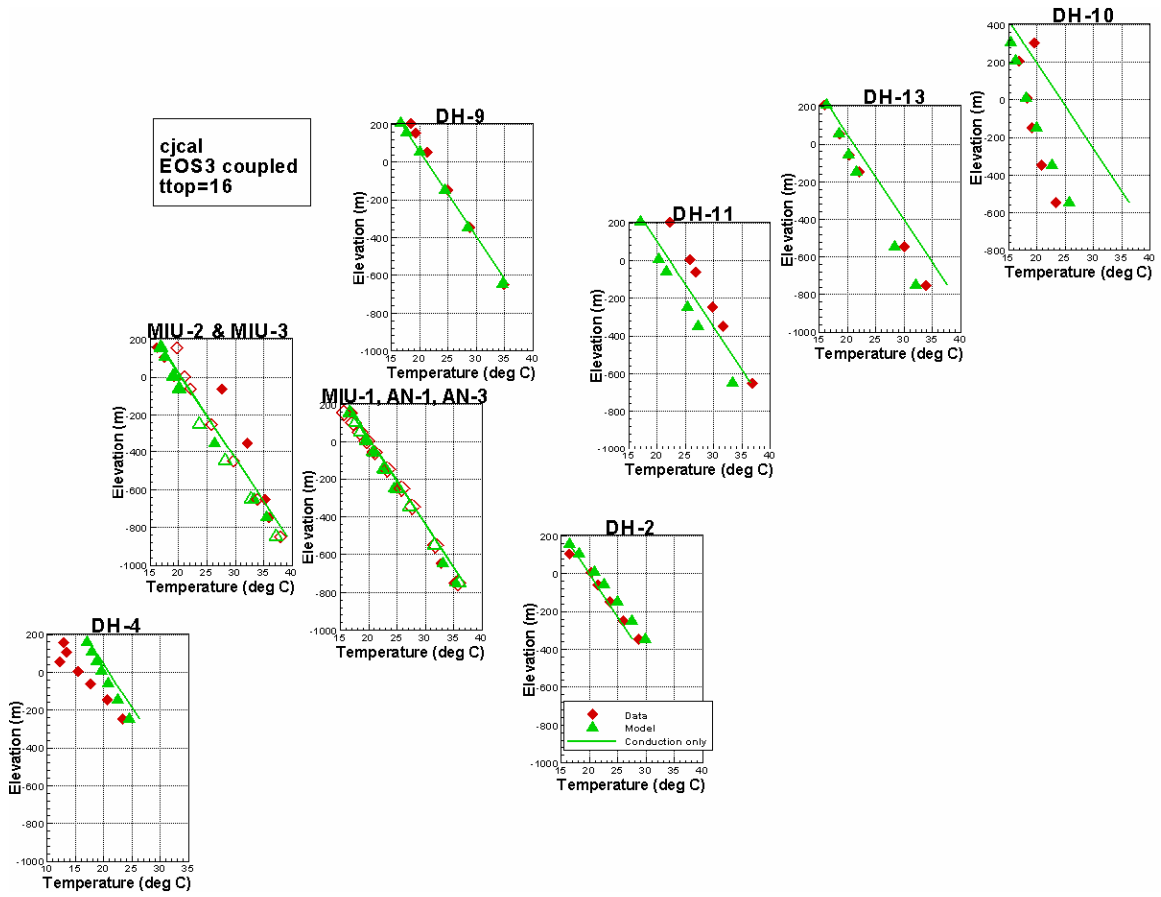 DH-10
400
200
0
-200
-400
-600
-800
15 20 25 30 35 40
Elevation (m)
Temperature (deg C)
DH-13
200
0
-200
-400
-600
-800
-1000
15 20 25 30 35 40
Elevation (m)
Temperature (deg C)
DH-9
200
0
-200
-400
-600
-800
-1000
15 20 25 30 35 40
Elevation (m)
Temperature (deg C)
cjcal
EOS3 coupled
ttop=16
DH-11
200
0
-200
-400
-600
-800
-1000
15 20 25 30 35 40
Elevation (m)
Temperature (deg C)
MIU-2 & MIU-3
200
0
-200
-400
-600
-800
-1000
15 20 25 30 35 40
Elevation (m)
Temperature (deg C)
MIU-1, AN-1, AN-3
200
0
-200
-400
-600
-800
-1000
15 20 25 30 35 40
Elevation (m)
Temperature (deg C)
DH-2
200
0
-200
-400
-600
-800
-1000
15 20 25 30 35 40
Elevation (m)
Temperature (deg C)
Data
Model
Conduction only
DH-4
200
0
-200
-400
-600
-800
-1000
10 15 20 25 30 35
Elevation (m)
Temperature (deg C)